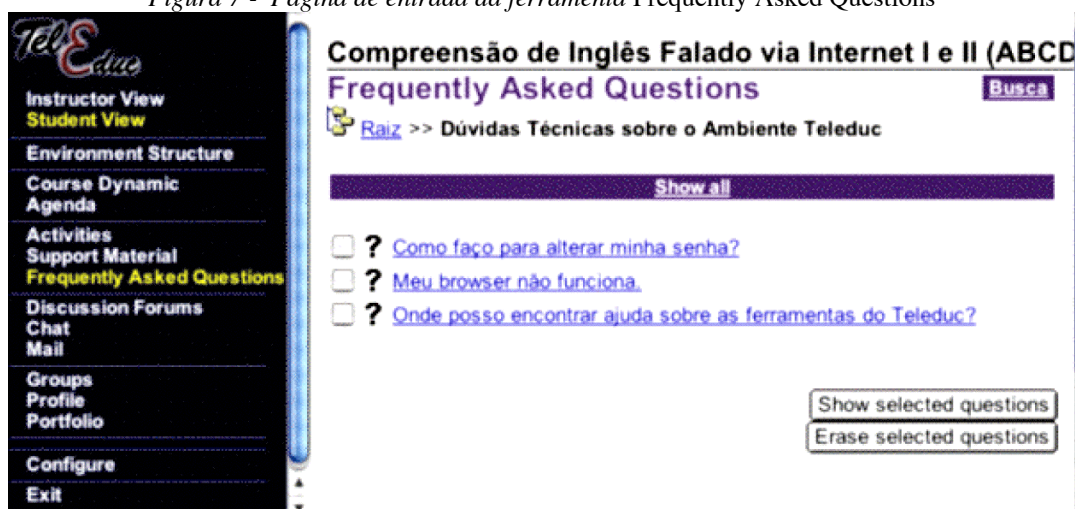 Figura 7 - Página de entrada da ferramenta Frequently Asked Questions
TelEduc
Instructor View
Student View
Environment Structure
Course Dynamic
Agenda
Activities
Support Material
Frequently Asked Questions
Discussion Forums
Chat
Mail
Groups
Profile
Portfolio
Configure
Exit
Compreensão de Inglês Falado via Internet I e II (ABCD
Frequently Asked Questions
Busca
Raiz >> Dúvidas Técnicas sobre o Ambiente Teleduc
Show all
? Como faço para alterar minha senha?
? Meu browser não funciona.
? Onde posso encontrar ajuda sobre as ferramentas do Teleduc?
Show selected questions
Erase selected questions